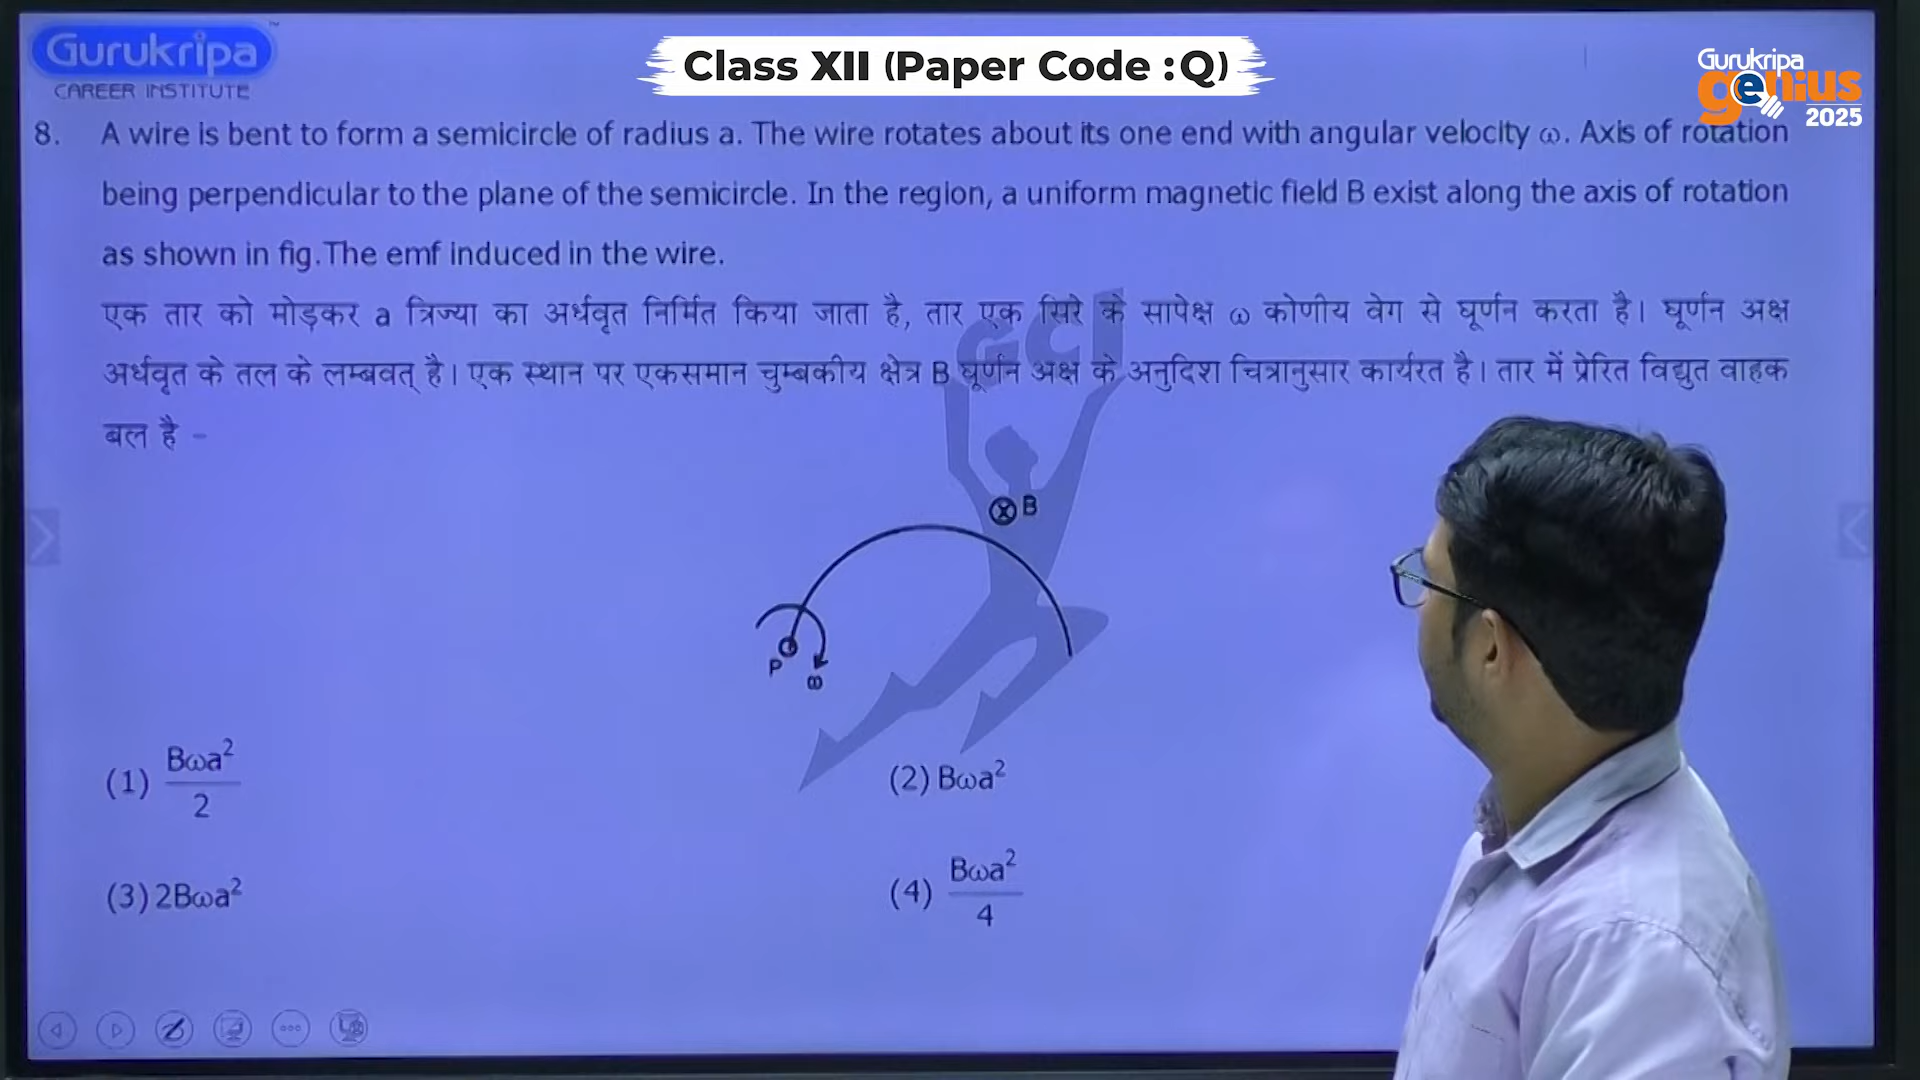 Gurukripa™
CAREER INSTITUTE
Class XII (Paper Code :Q)
Gurukripa
genius
2025
8. A wire is bent to form a semicircle of radius a. The wire rotates about its one end with angular velocity ω. Axis of rotation
being perpendicular to the plane of the semicircle. In the region, a uniform magnetic field B exist along the axis of rotation
as shown in fig.The emf induced in the wire.
एक तार को मोड़कर a त्रिज्या का अर्धवृत निर्मित किया जाता है, तार एक सिरे के सापेक्ष ω कोणीय वेग से घूर्णन करता है। घूर्णन अक्ष
अर्धवृत के तल के लम्बवत् है। एक स्थान पर एकसमान चुम्बकीय क्षेत्र B घूर्णन अक्ष के अनुदिश चित्रानुसार कार्यरत है। तार में प्रेरित विद्युत वाहक
बल है -
GCI
⊗ B
P
ω
(1) Bωa²/2
(2) Bωa²
(3) 2Bωa²
(4) Bωa²/4